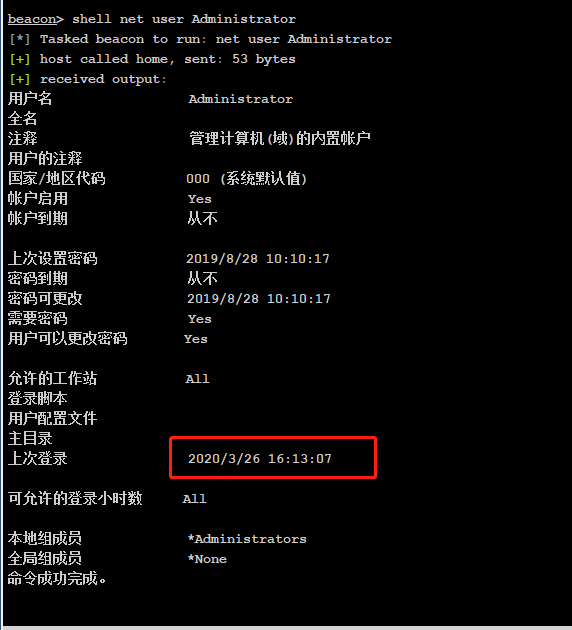 beacon> shell net user Administrator
[*] Tasked beacon to run: net user Administrator
[+] host called home, sent: 53 bytes
[+] received output:
用户名 Administrator
全名
注释 管理计算机(域)的内置帐户
用户的注释
国家/地区代码 000 (系统默认值)
帐户启用 Yes
帐户到期 从不
上次设置密码 2019/8/28 10:10:17
密码到期 从不
密码可更改 2019/8/28 10:10:17
需要密码 Yes
用户可以更改密码 Yes
允许的工作站 All
登录脚本
用户配置文件
主目录
上次登录 2020/3/26 16:13:07
可允许的登录小时数 All
本地组成员 *Administrators
全局组成员 *None
命令成功完成。